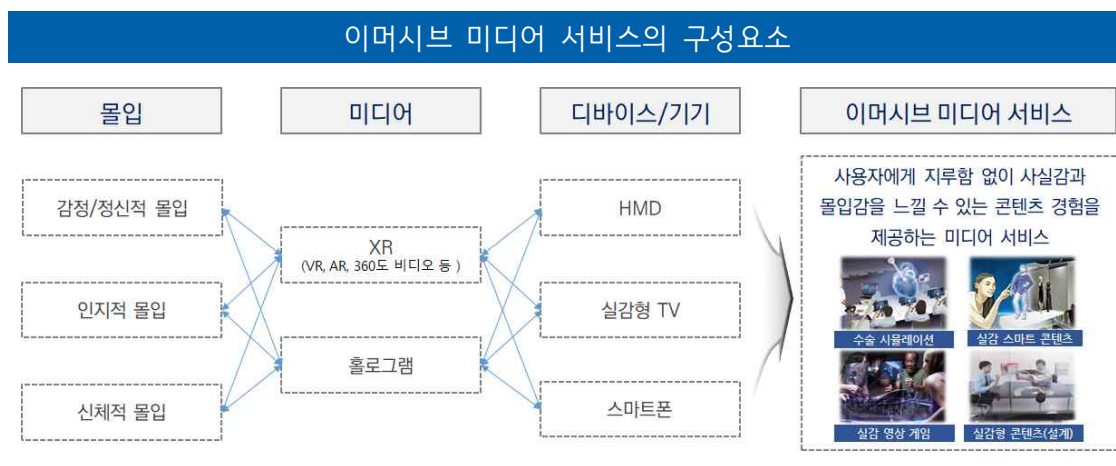 이머시브 미디어 서비스의 구성요소
몰입
미디어
디바이스/기기
이머시브 미디어 서비스
감정/정신적 몰입
인지적 몰입
신체적 몰입
XR
(VR, AR, 360도 비디오 등 )
홀로그램
HMD
실감형 TV
스마트폰
사용자에게 지루함 없이 사실감과
몰입감을 느낄 수 있는 콘텐츠 경험을
제공하는 미디어 서비스
수술 시뮬레이션
실감 스마트 콘텐츠
실감 영상 게임
실감형 콘텐츠(설계)